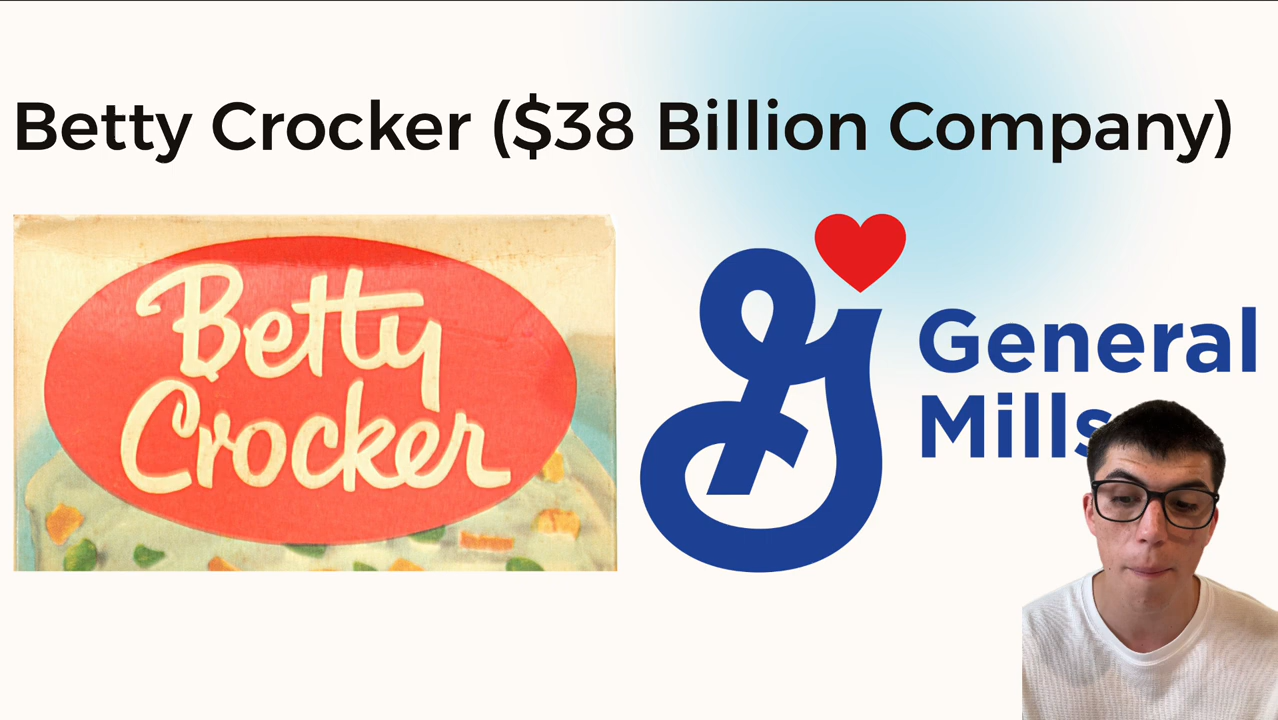 Betty Crocker ($38 Billion Company)
Betty
Crocker
General
Mills